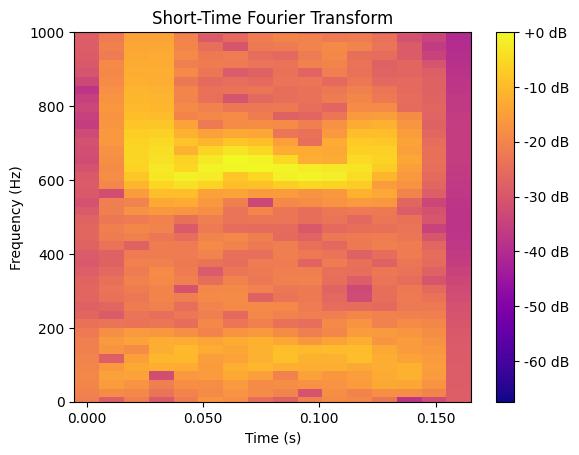 Short-Time Fourier Transform
1000
800
600
400
200
0
Frequency (Hz)
0.000
0.050
0.100
0.150
Time (s)
+0 dB
-10 dB
-20 dB
-30 dB
-40 dB
-50 dB
-60 dB